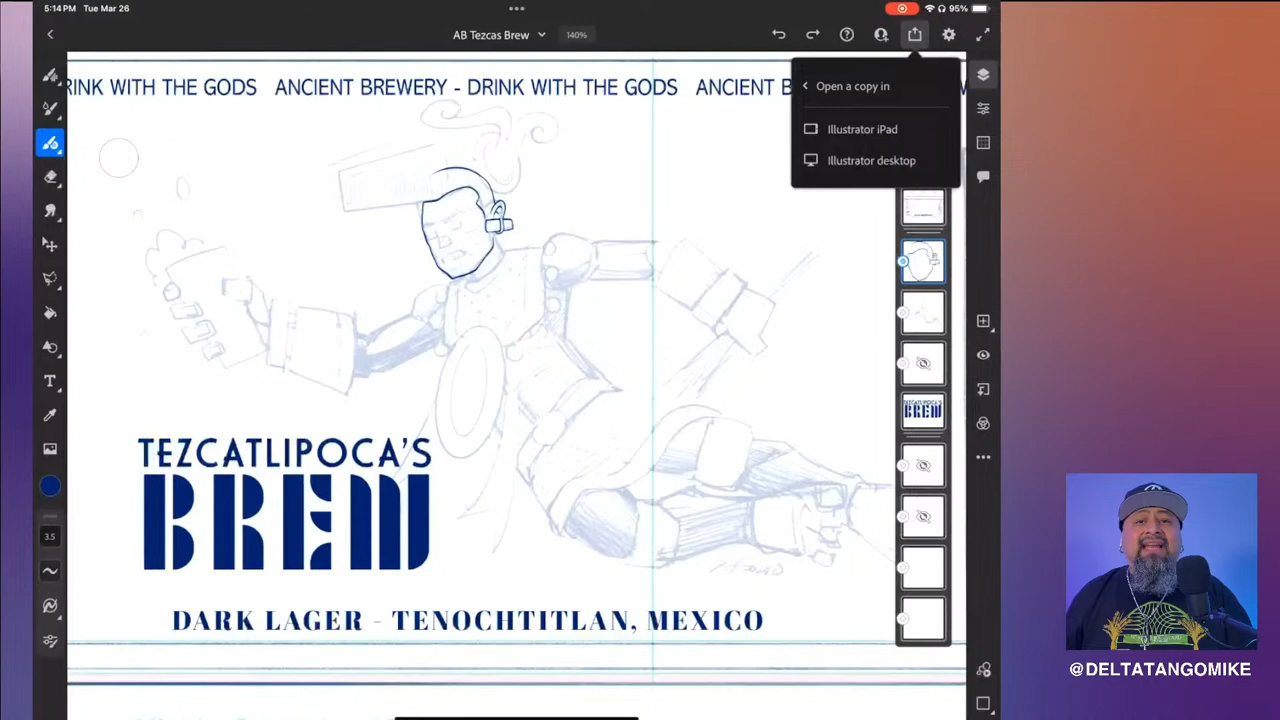 5:14 PM Tue Mar 26
95%
AB Tezcas Brew
140%
RINK WITH THE GODS ANCIENT BREWERY - DRINK WITH THE GODS ANCIENT B
Open a copy in
Illustrator iPad
Illustrator desktop
TEZCATLIPOCA'S
BREW
TEZCATLIPOCA'S
BREW
DARK LAGER - TENOCHTITLAN, MEXICO
T
3.5
@DELTATANGOMIKE